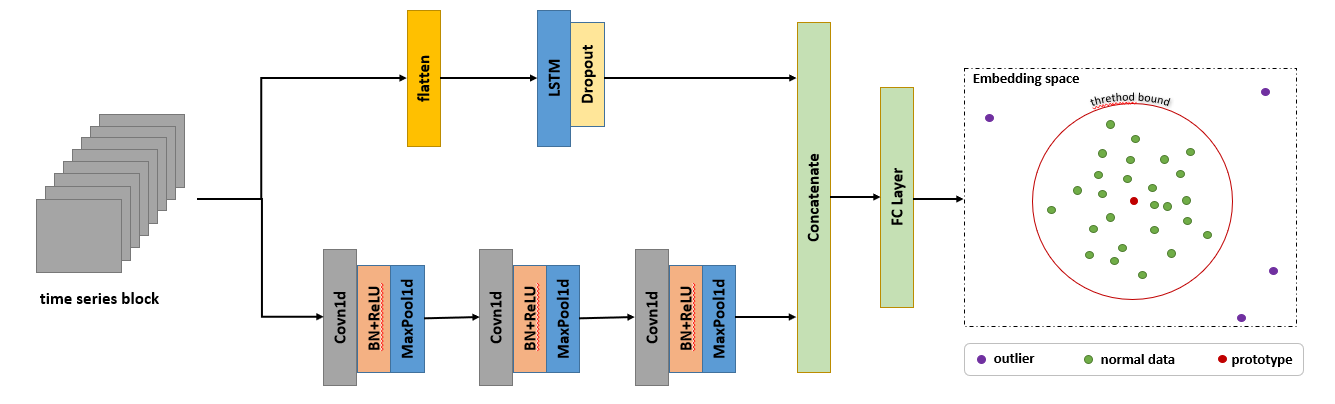 time series block
flatten
LSTM
Dropout
Covn1d
BN+ReLU
MaxPool1d
Covn1d
BN+ReLU
MaxPool1d
Covn1d
BN+ReLU
MaxPool1d
Concatenate
FC Layer
Embedding space
threthod bound
outlier
normal data
prototype